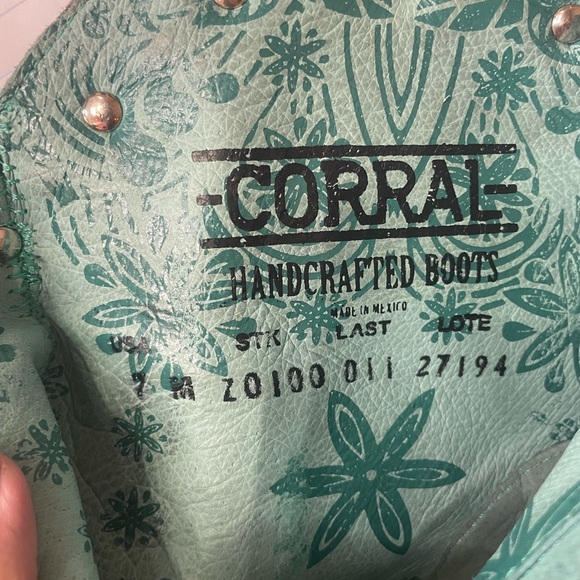 -CORRAL-
HANDCRAFTED BOOTS
MADE IN MEXICO
USA STK LAST LOTE
7 M Z0100 011 27194